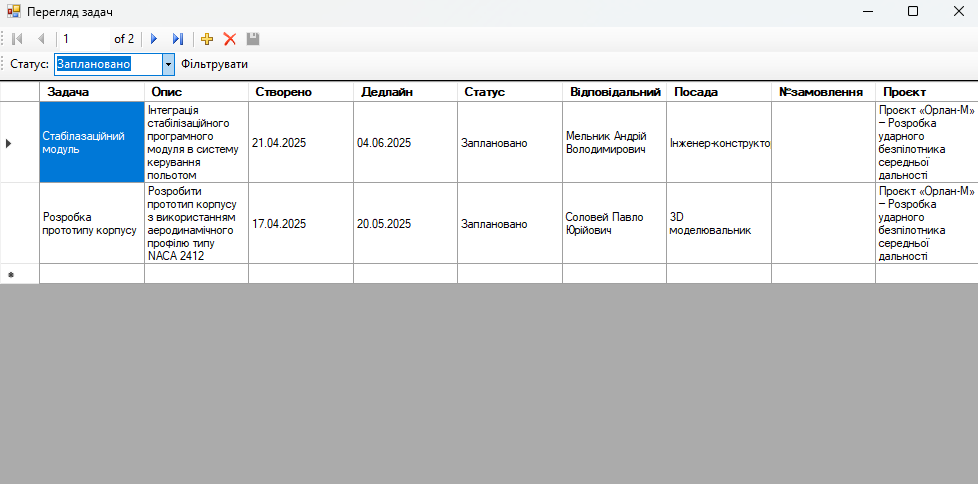 Перегляд задач
1 of 2
Статус: Заплановано Фільтрувати
Задача Опис Створено Дедлайн Статус Відповідальний Посада №замовлення Проєкт
Стабілазаційний
модуль
Інтеграція
стабілізаційного
програмного
модуля в систему
керування
польотом
21.04.2025
04.06.2025
Заплановано
Мельник Андрій
Володимирович
Інженер-конструкто
Проєкт «Орлан-М»
– Розробка
ударного
безпілотника
середньої
дальності
Розробка
прототипу корпусу
Розробити
прототип корпусу
з використанням
аеродинамічного
профілю типу
NACA 2412
17.04.2025
20.05.2025
Заплановано
Соловей Павло
Юрійович
3D
моделювальник
Проєкт «Орлан-М»
– Розробка
ударного
безпілотника
середньої
дальності